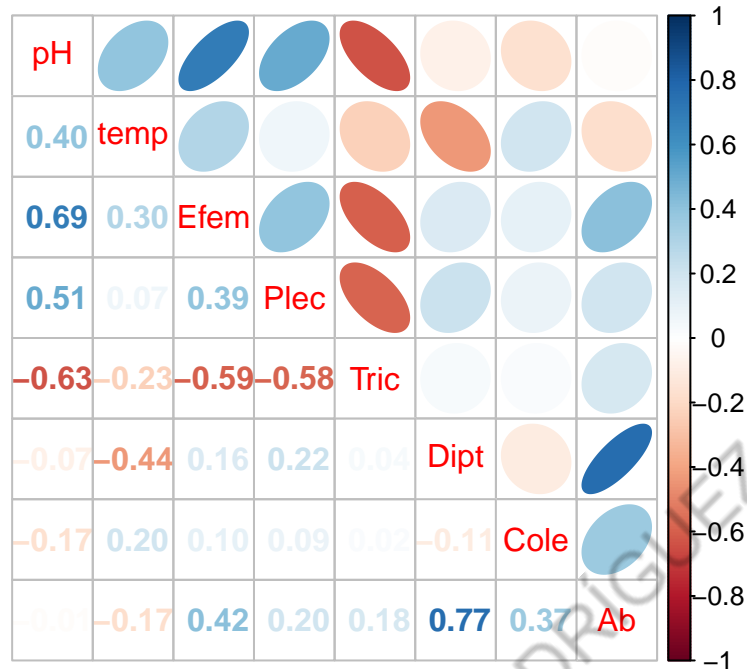 pH
0.40 temp
0.69 0.30 Efem
0.51 0.07 0.39 Plec
−0.63 −0.23 −0.59 −0.58 Tric
−0.07 −0.44 0.16 0.22 0.04 Dipt
−0.17 0.20 0.10 0.09 0.02 −0.11 Cole
−0.01 −0.17 0.42 0.20 0.18 0.77 0.37 Ab
1
0.8
0.6
0.4
0.2
0
−0.2
−0.4
−0.6
−0.8
−1
DRÍGUEZ